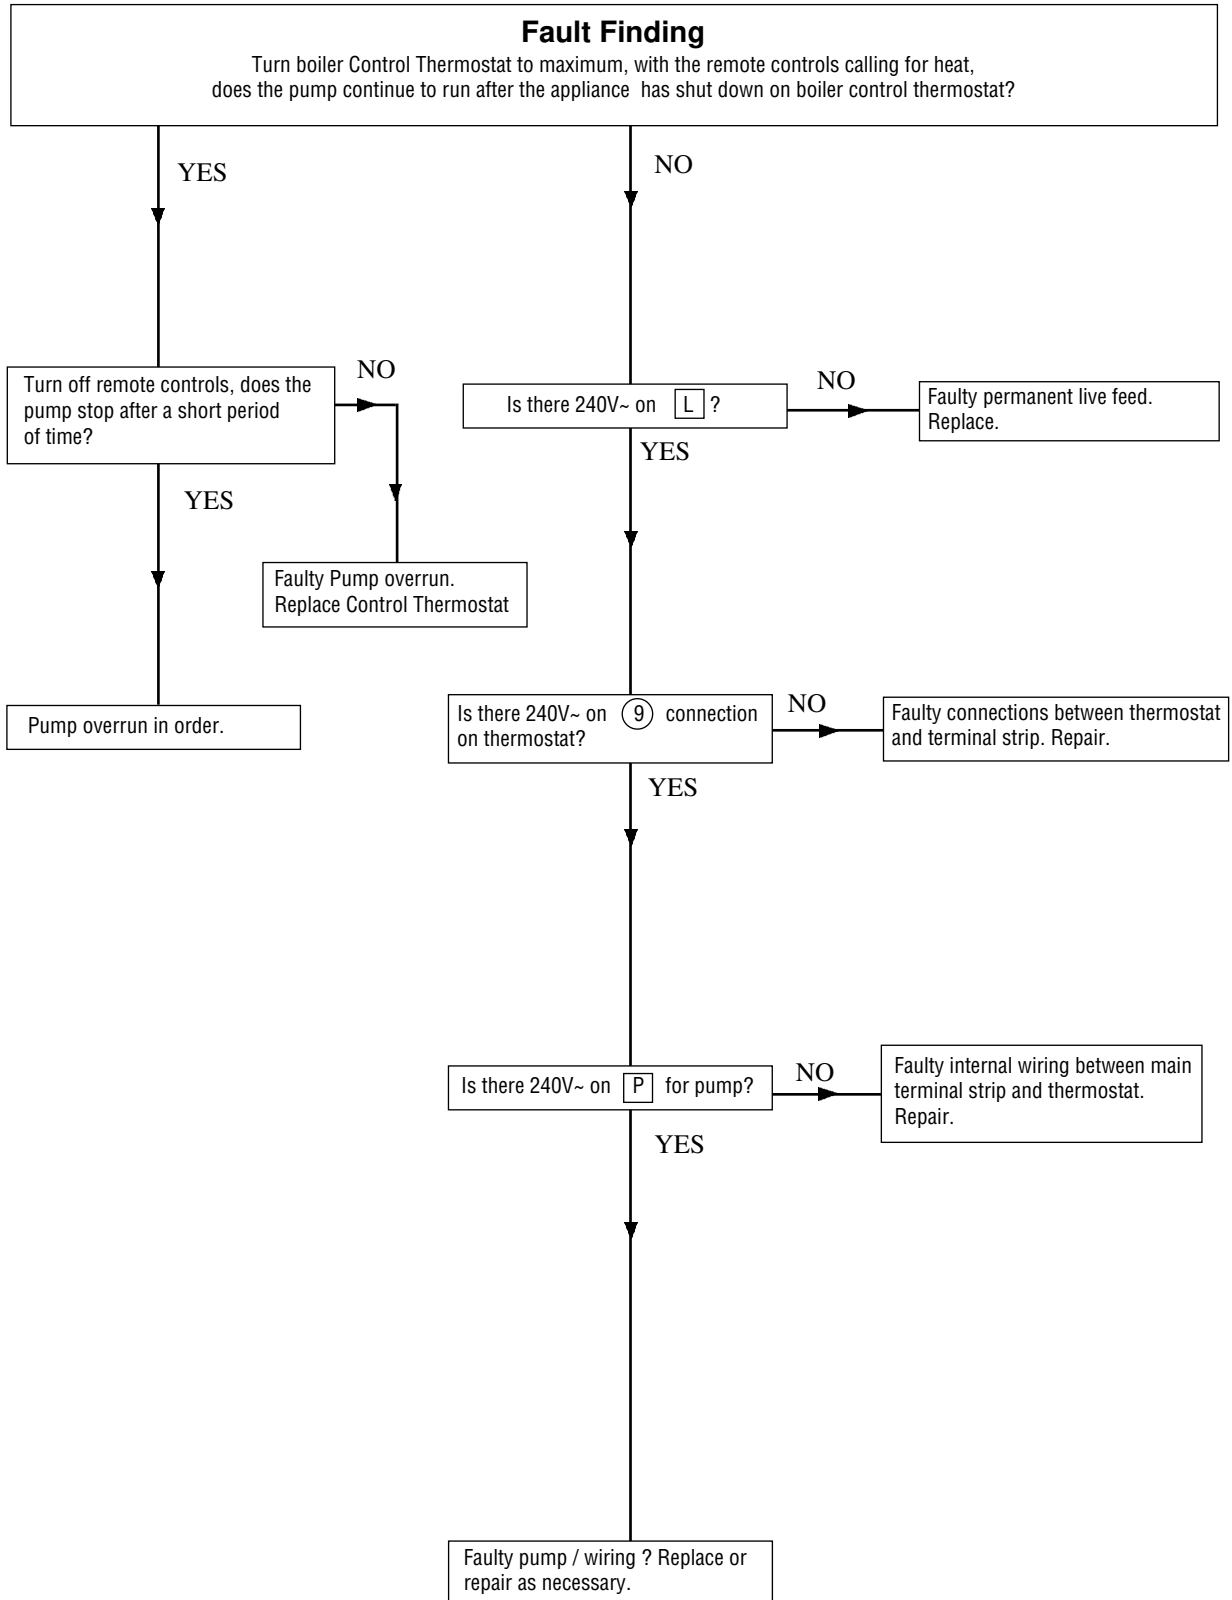 Fault Finding
Turn boiler Control Thermostat to maximum, with the remote controls calling for heat,
does the pump continue to run after the appliance has shut down on boiler control thermostat?
YES
NO
Turn off remote controls, does the
pump stop after a short period
of time?
NO
Is there 240V~ on L ?
NO
Faulty permanent live feed.
Replace.
YES
YES
Faulty Pump overrun.
Replace Control Thermostat
Pump overrun in order.
Is there 240V~ on 9 connection
on thermostat?
NO
Faulty connections between thermostat
and terminal strip. Repair.
YES
Is there 240V~ on P for pump?
NO
Faulty internal wiring between main
terminal strip and thermostat.
Repair.
YES
Faulty pump / wiring ? Replace or
repair as necessary.